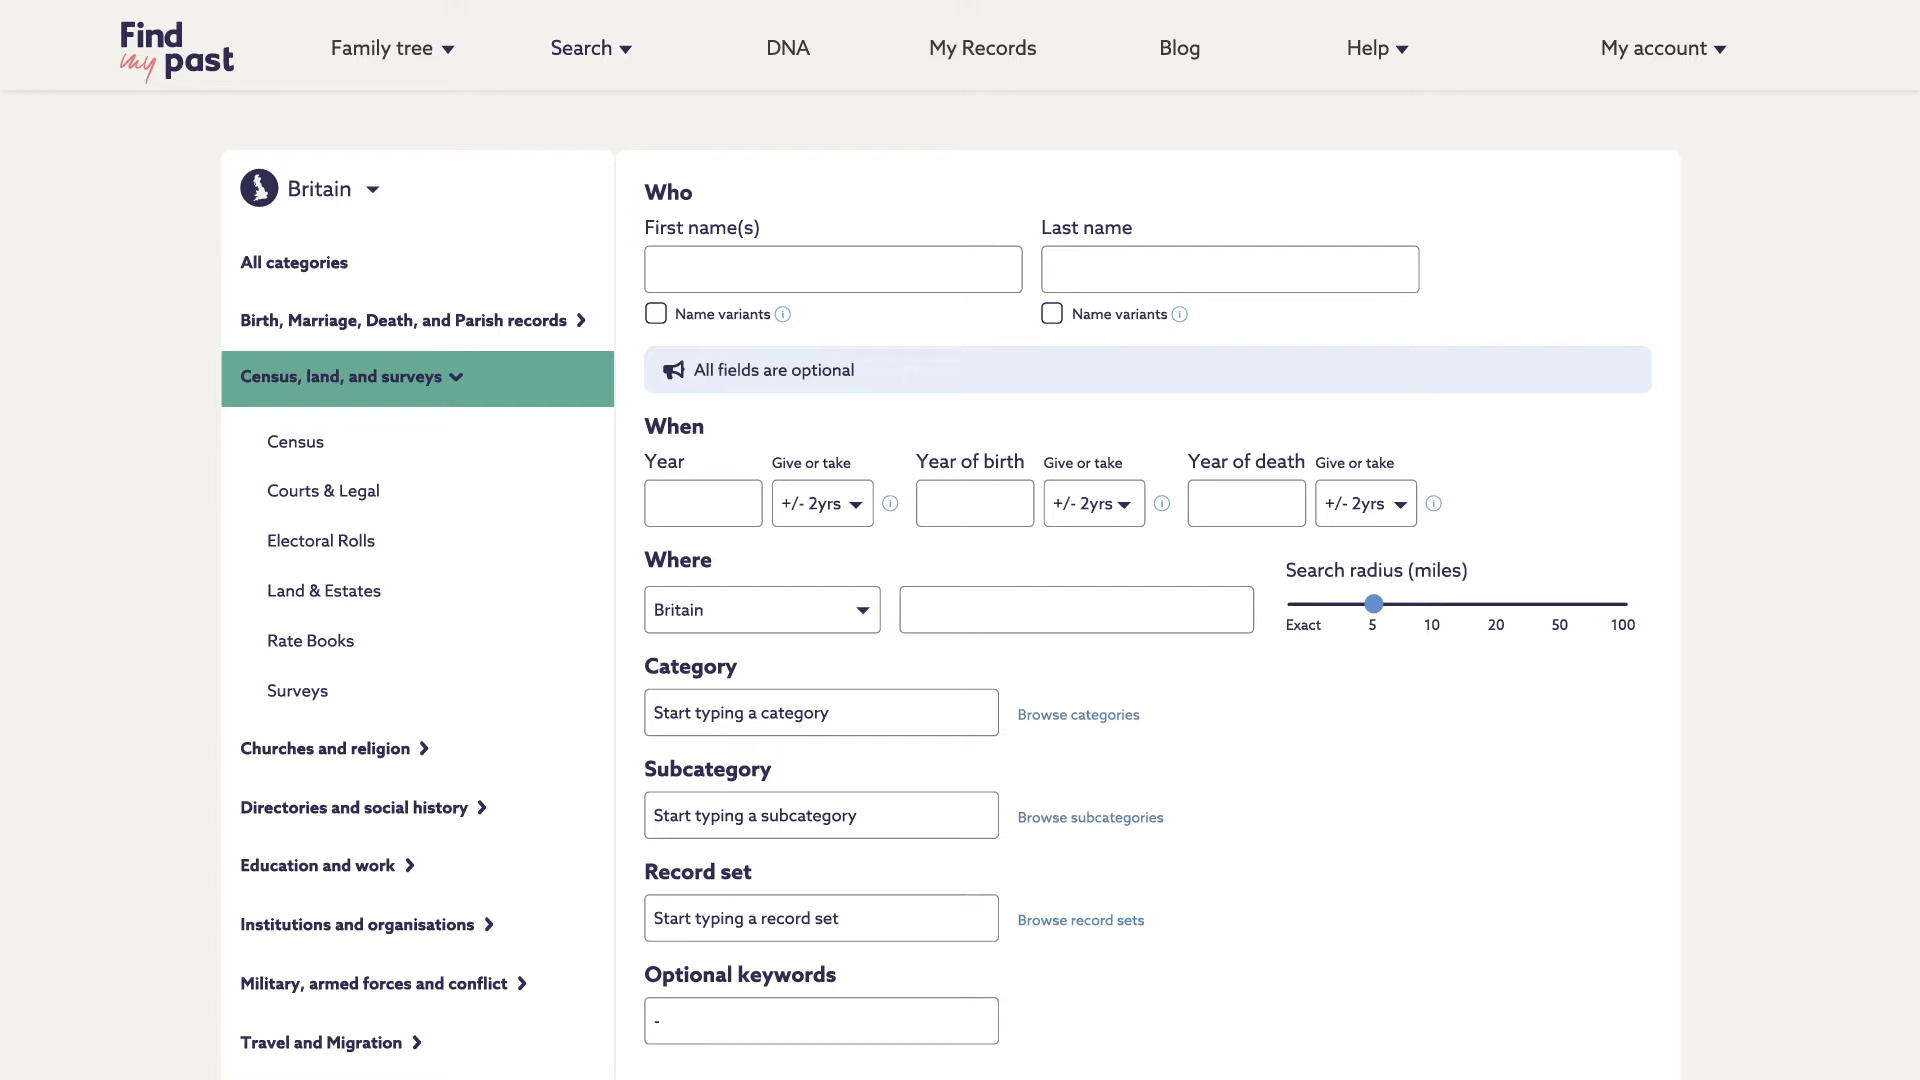 Find
my past
Family tree
Search
DNA
My Records
Blog
Help
My account
Britain
All categories
Birth, Marriage, Death, and Parish records
Census, land, and surveys
Census
Courts & Legal
Electoral Rolls
Land & Estates
Rate Books
Surveys
Churches and religion
Directories and social history
Education and work
Institutions and organisations
Military, armed forces and conflict
Travel and Migration
Who
First name(s) Last name
Name variants Name variants
All fields are optional
When
Year Give or take Year of birth Give or take Year of death Give or take
+/- 2yrs +/- 2yrs +/- 2yrs
Where
Britain
Search radius (miles)
Exact 5 10 20 50 100
Category
Start typing a category Browse categories
Subcategory
Start typing a subcategory Browse subcategories
Record set
Start typing a record set Browse record sets
Optional keywords
-